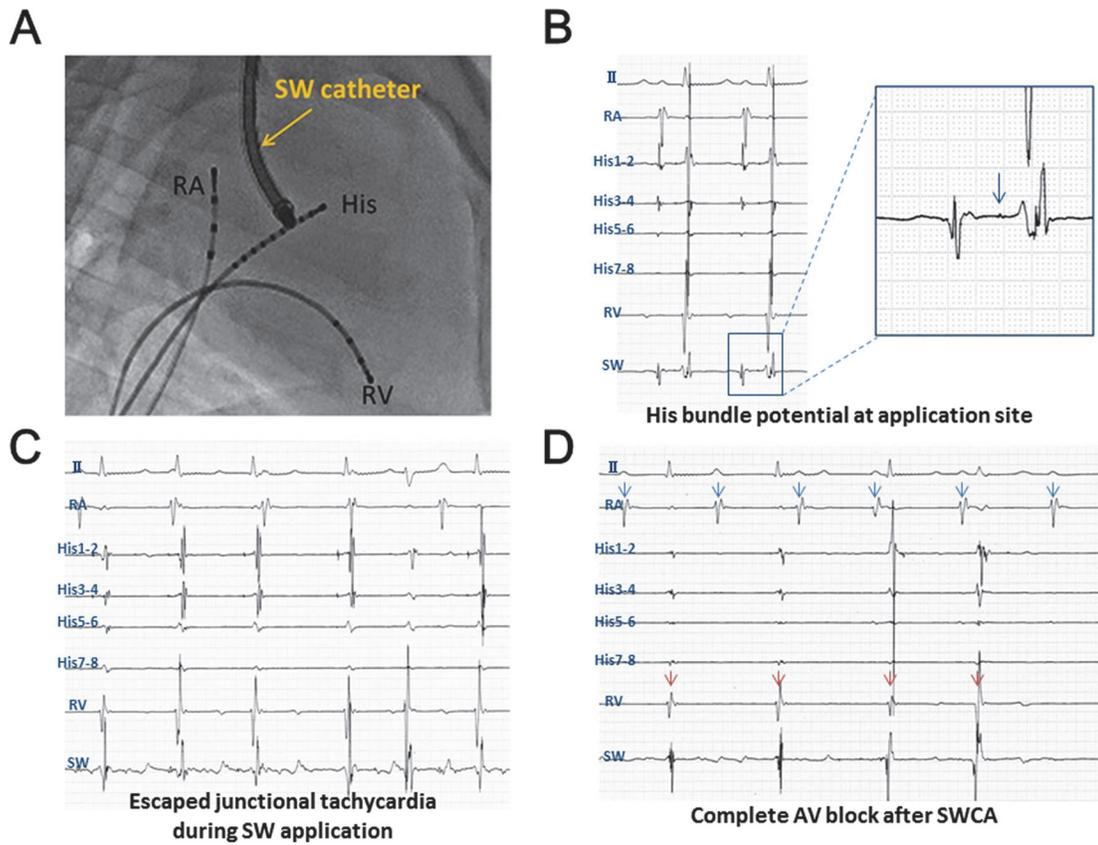 A
SW catheter
RA
His
RV
B
II
RA
His1-2
His3-4
His5-6
His7-8
RV
SW
His bundle potential at application site
C
II
RA
His1-2
His3-4
His5-6
His7-8
RV
SW
Escaped junctional tachycardia
during SW application
D
II
RA
His1-2
His3-4
His5-6
His7-8
RV
SW
Complete AV block after SWCA